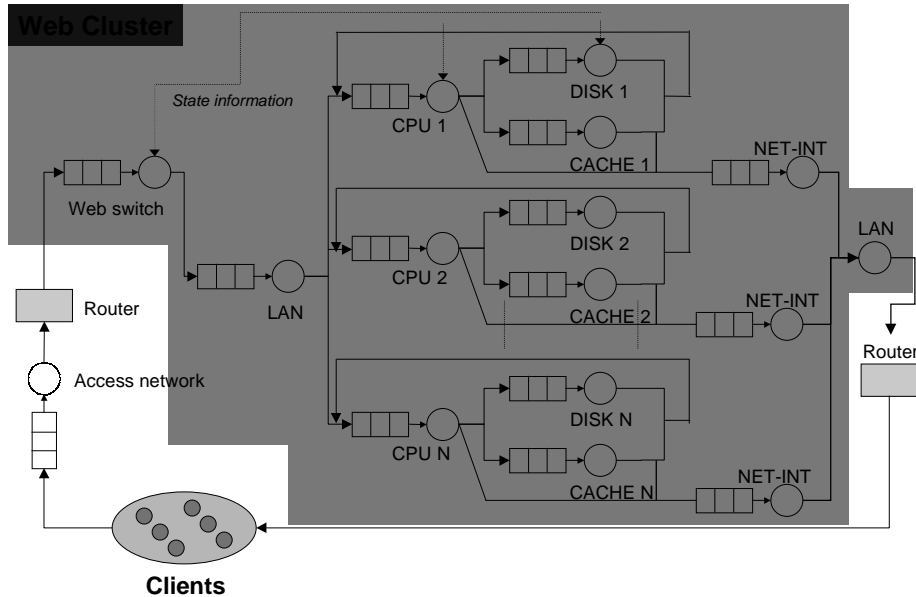 Web Cluster
State information
DISK 1
CPU 1
CACHE 1
NET-INT
Web switch
DISK 2
LAN
CPU 2
LAN
CACHE 2
NET-INT
Router
Router
Access network
DISK N
CPU N
CACHE N
NET-INT
Clients